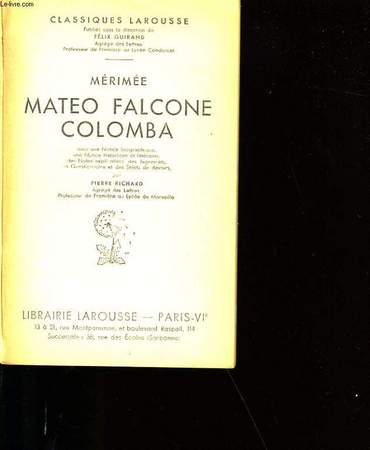 CLASSIQUES LAROUSSE
Publiés sous la direction de
FÉLIX GUIRAND
Agrégé des Lettres
Professeur de Première au Lycée Condorcet
MÉRIMÉE
MATEO FALCONE
COLOMBA
avec une Notice biographique,
une Notice historique et littéraire,
des Notes explicatives, des Jugements,
un Questionnaire et des Sujets de devoirs,
par
PIERRE RICHARD
Agrégé des Lettres
Professeur de Première au Lycée de Marseille
LIBRAIRIE LAROUSSE — PARIS-VIe
13 à 21, rue Montparnasse, et boulevard Raspail, 114
Succursale : 58, rue des Écoles (Sorbonne)